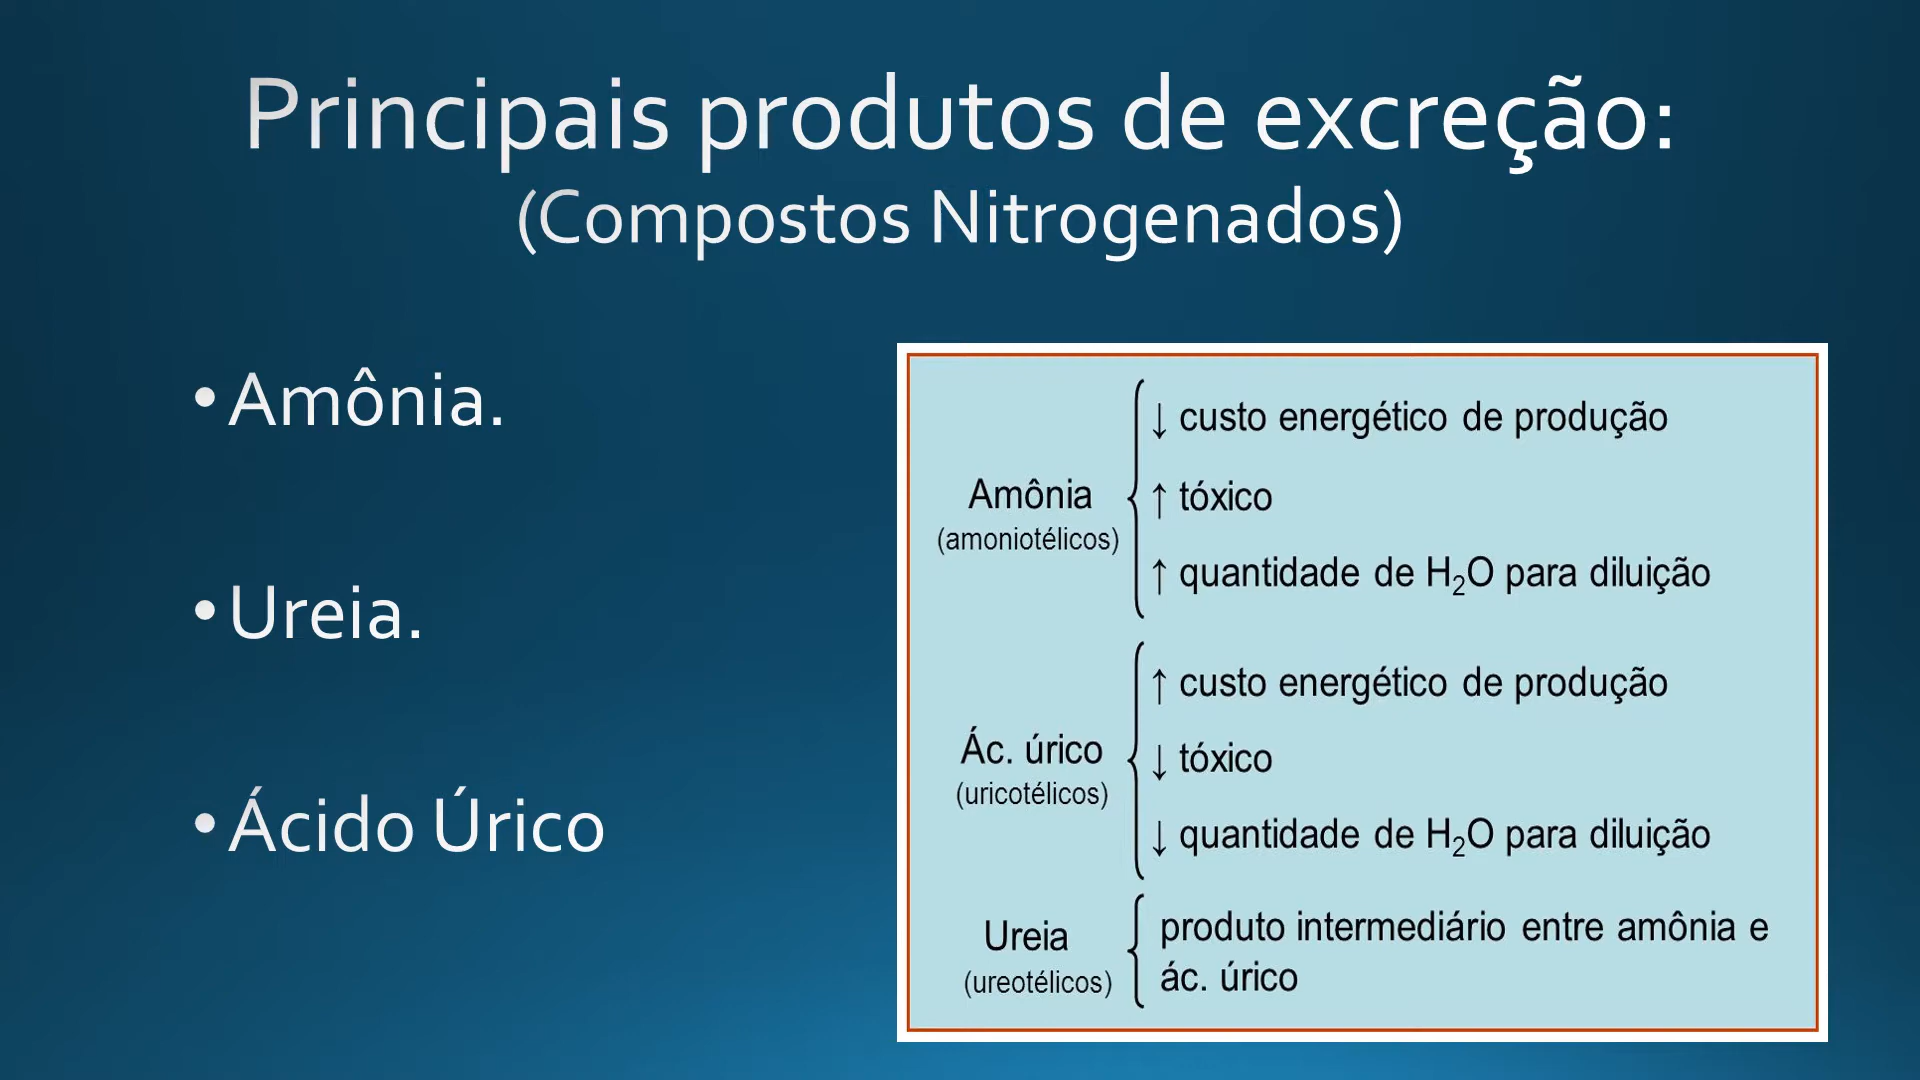 Principais produtos de excreção:
(Compostos Nitrogenados)
• Amônia.
• Ureia.
• Ácido Úrico
Amônia
(amoniotélicos)
↓ custo energético de produção
↑ tóxico
↑ quantidade de H₂O para diluição
Ác. úrico
(uricotélicos)
↑ custo energético de produção
↓ tóxico
↓ quantidade de H₂O para diluição
Ureia
(ureotélicos)
produto intermediário entre amônia e
ác. úrico